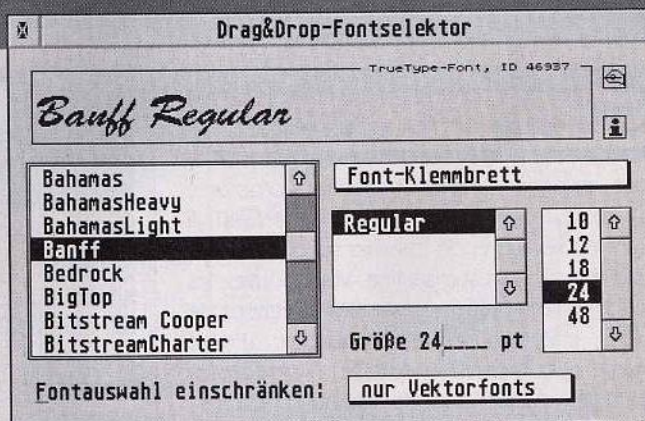 Drag&Drop-Fontselektor
TrueType-Font, ID 46937
Banff Regular
Bahamas
BahamasHeavy
BahamasLight
Banff
Bedrock
BigTop
Bitstream Cooper
BitstreamCharter
Font-Klemmbrett
Regular
10
12
18
24
48
Größe 24____ pt
Fontauswahl einschränken:
nur Vektorfonts